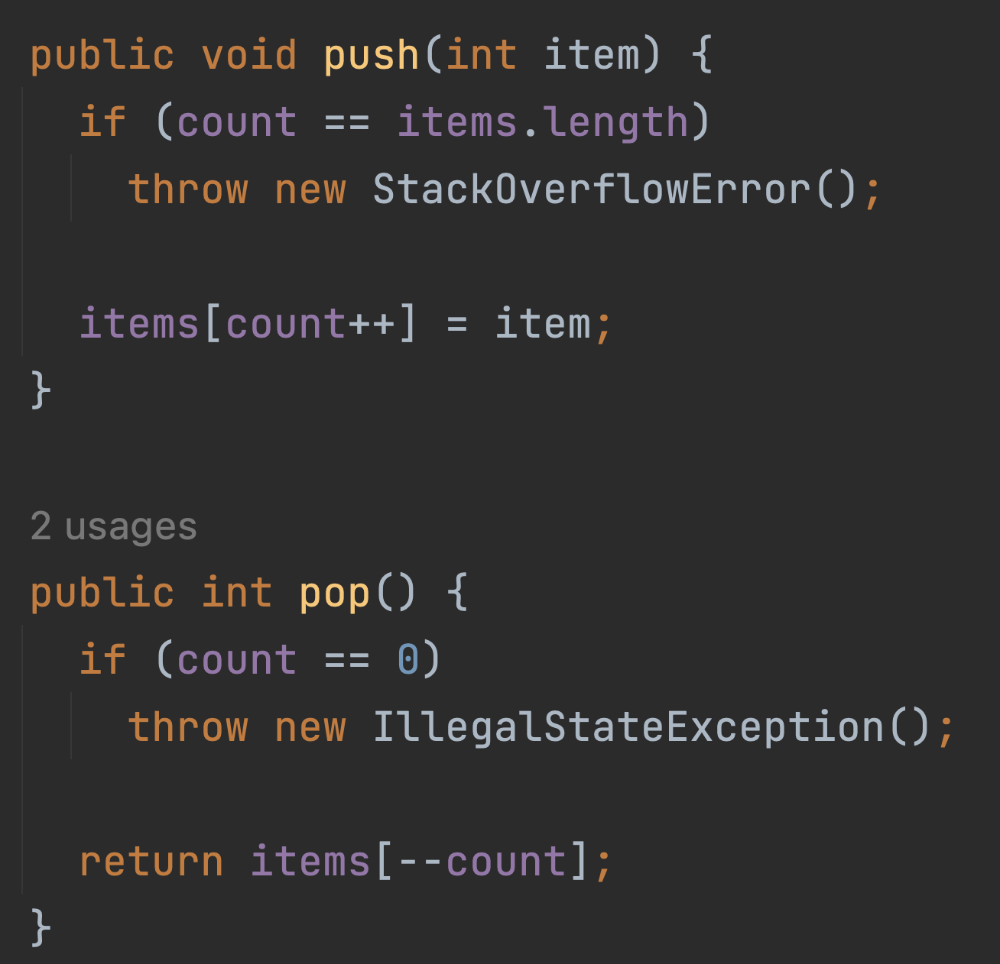 public void push(int item) {
  if (count == items.length)
    throw new StackOverflowError();

  items[count++] = item;
}

2 usages
public int pop() {
  if (count == 0)
    throw new IllegalStateException();

  return items[--count];
}